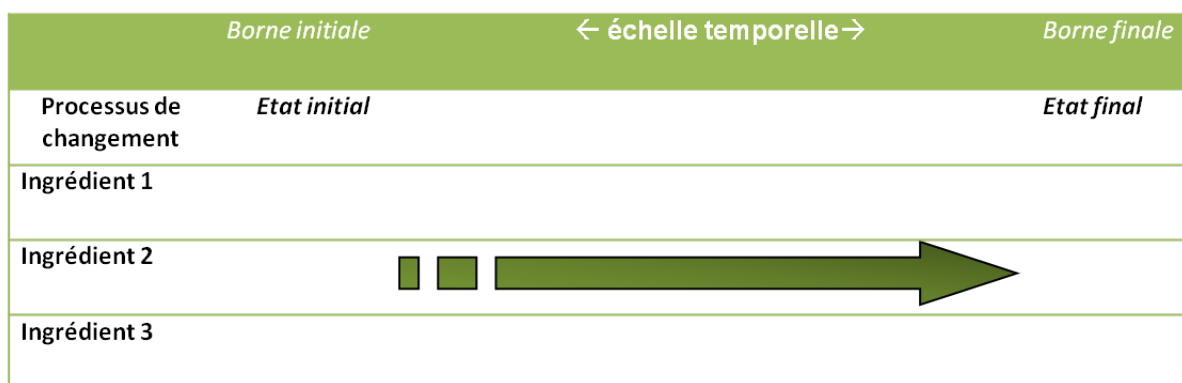 Borne initiale ← échelle temporelle→ Borne finale
Processus de changement Etat initial Etat final
Ingrédient 1
Ingrédient 2
Ingrédient 3